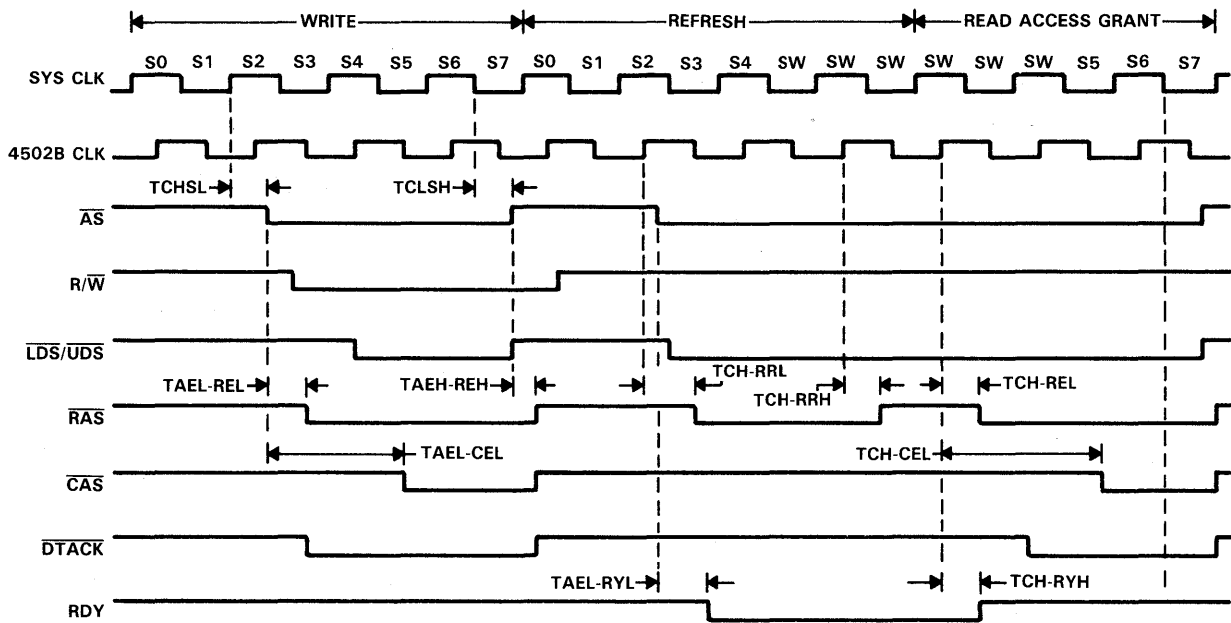 WRITE REFRESH READ ACCESS GRANT
S0 S1 S2 S3 S4 S5 S6 S7 S0 S1 S2 S3 S4 SW SW SW SW SW SW S5 S6 S7
SYS CLK
4502B CLK
TCHSL TCLSH
AS
R/W
LDS/UDS
TCH-RRL
TAEL-REL TAEH-REH TCH-RRH TCH-REL
RAS
TAEL-CEL TCH-CEL
CAS
DTACK
TAEL-RYL TCH-RYH
RDY